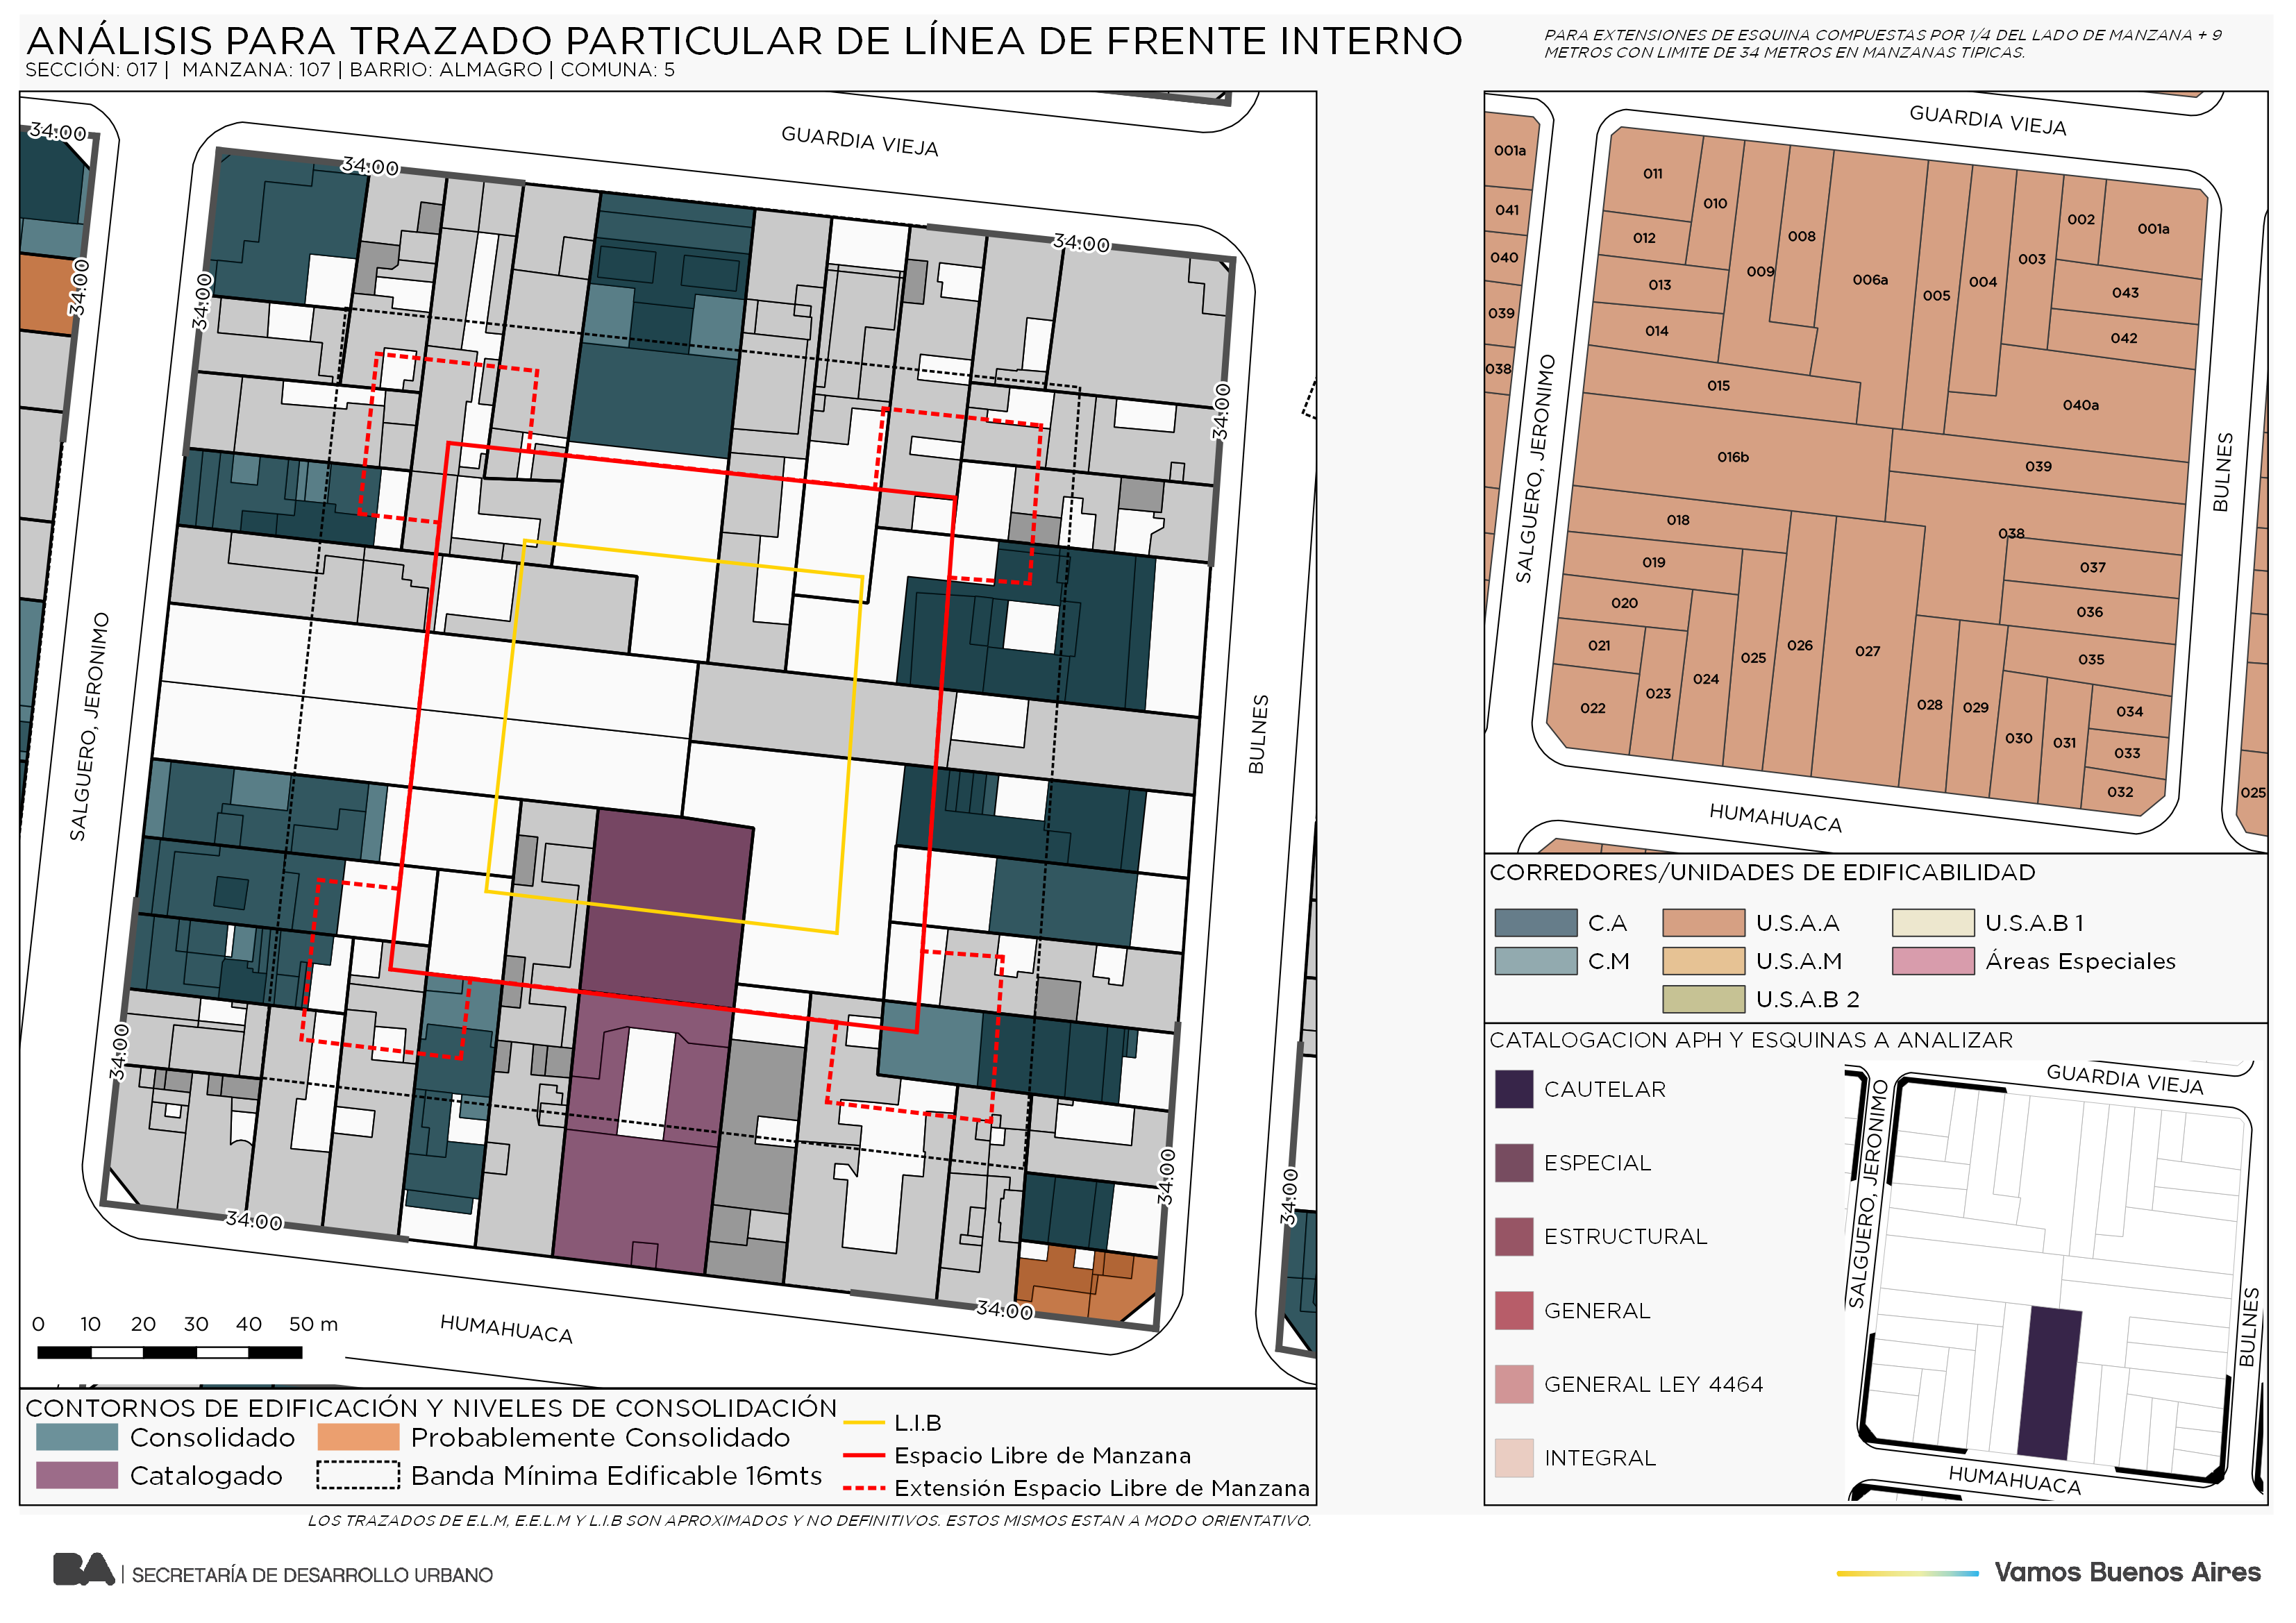 ANÁLISIS PARA TRAZADO PARTICULAR DE LÍNEA DE FRENTE INTERNO
SECCIÓN: 017 | MANZANA: 107 | BARRIO: ALMAGRO | COMUNA: 5
PARA EXTENSIONES DE ESQUINA COMPUESTAS POR 1/4 DEL LADO DE MANZANA + 9
METROS CON LIMITE DE 34 METROS EN MANZANAS TIPICAS.
34.00
34.00
GUARDIA VIEJA
34.00
34.00
34.00
34.00
SALGUERO, JERONIMO
BULNES
34.00
34.00
34.00
34.00
34.00
HUMAHUACA
0 10 20 30 40 50 m
CONTORNOS DE EDIFICACIÓN Y NIVELES DE CONSOLIDACIÓN
Consolidado
Probablemente Consolidado
Catalogado
Banda Mínima Edificable 16mts
L.I.B
Espacio Libre de Manzana
Extensión Espacio Libre de Manzana
GUARDIA VIEJA
001a
041
040
039
038
011
010
012
013
014
009
008
006a
005
004
003
002
001a
043
042
015
040a
016b
039
038
018
019
020
021
022
023
024
025
026
027
028
029
030
031
037
036
035
034
033
032
025
SALGUERO, JERONIMO
BULNES
HUMAHUACA
CORREDORES/UNIDADES DE EDIFICABILIDAD
C.A
U.S.A.A
U.S.A.B 1
C.M
U.S.A.M
Áreas Especiales
U.S.A.B 2
CATALOGACION APH Y ESQUINAS A ANALIZAR
CAUTELAR
ESPECIAL
ESTRUCTURAL
GENERAL
GENERAL LEY 4464
INTEGRAL
GUARDIA VIEJA
SALGUERO, JERONIMO
BULNES
HUMAHUACA
LOS TRAZADOS DE E.L.M, E.E.L.M Y L.I.B SON APROXIMADOS Y NO DEFINITIVOS. ESTOS MISMOS ESTAN A MODO ORIENTATIVO.
BA | SECRETARÍA DE DESARROLLO URBANO
Vamos Buenos Aires